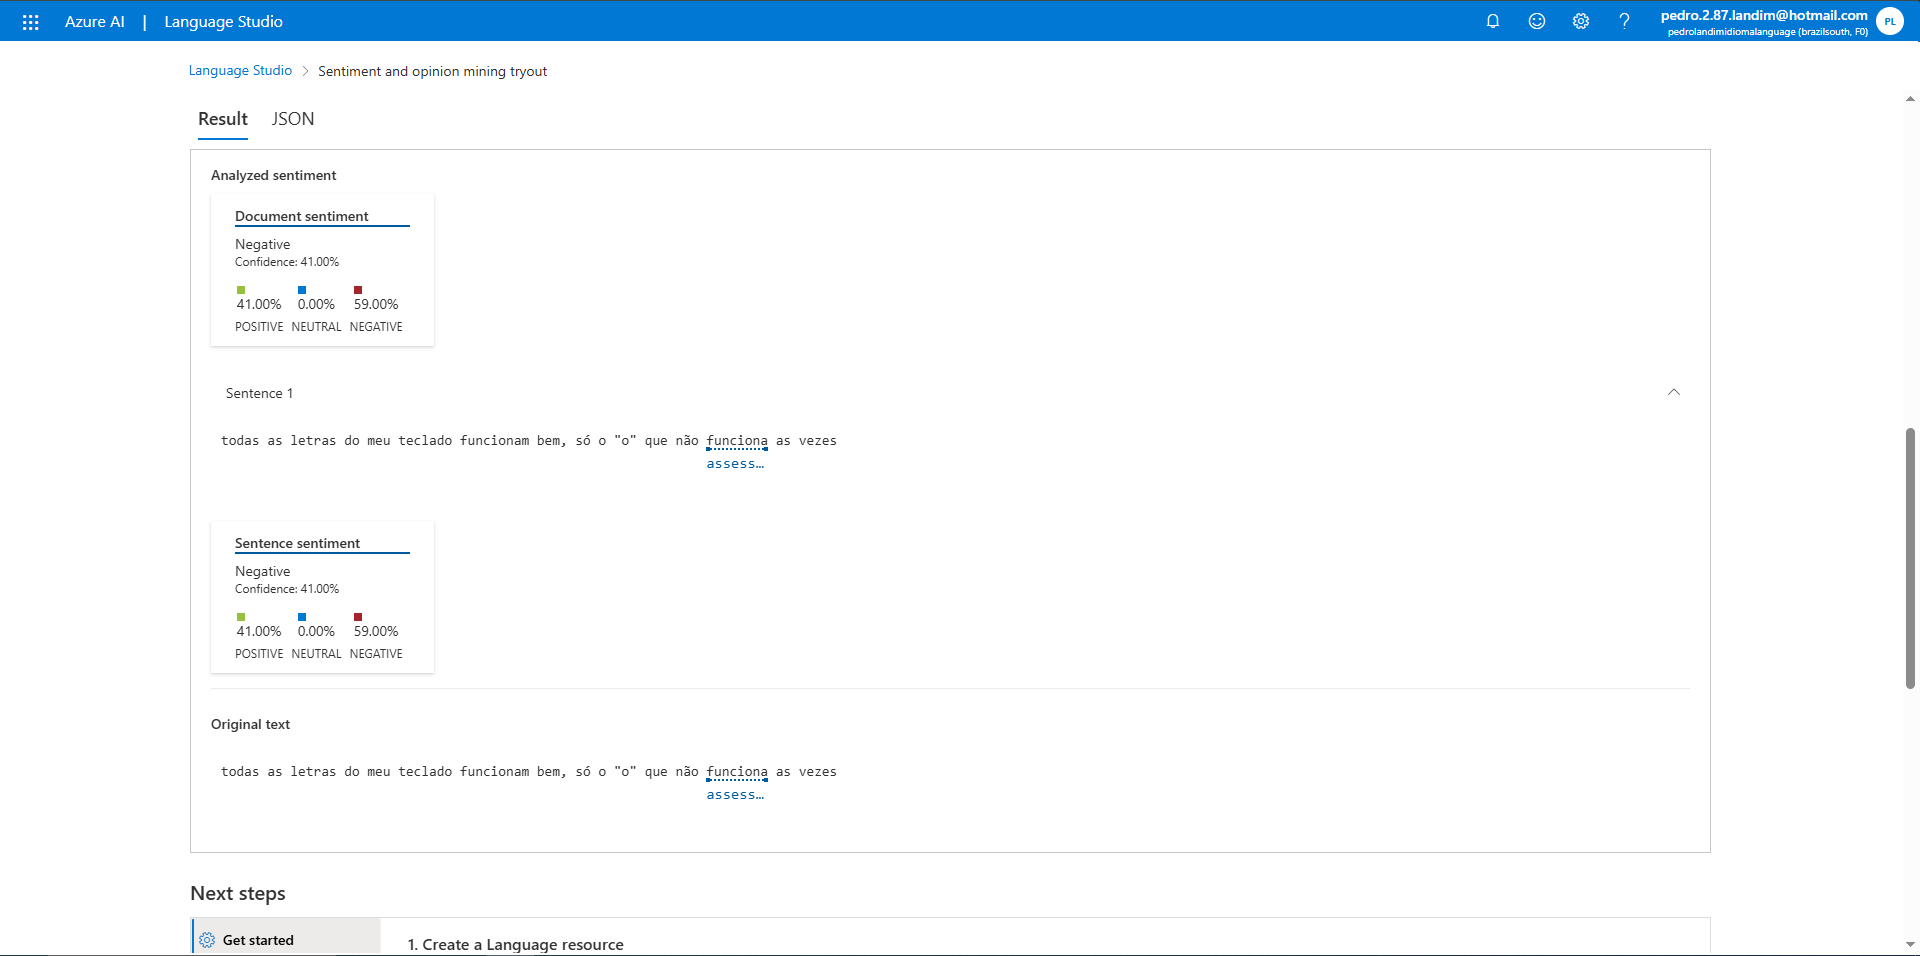 Azure AI | Language Studio
pedro.2.87.landim@hotmail.com
pedrolandimidiomalanguage (brazilsouth, F0)
PL
Language Studio > Sentiment and opinion mining tryout
Result JSON
Analyzed sentiment
Document sentiment
Negative
Confidence: 41.00%
41.00% 0.00% 59.00%
POSITIVE NEUTRAL NEGATIVE
Sentence 1
todas as letras do meu teclado funcionam bem, só o "o" que não funciona as vezes
assess…
Sentence sentiment
Negative
Confidence: 41.00%
41.00% 0.00% 59.00%
POSITIVE NEUTRAL NEGATIVE
Original text
todas as letras do meu teclado funcionam bem, só o "o" que não funciona as vezes
assess…
Next steps
Get started
1. Create a Language resource